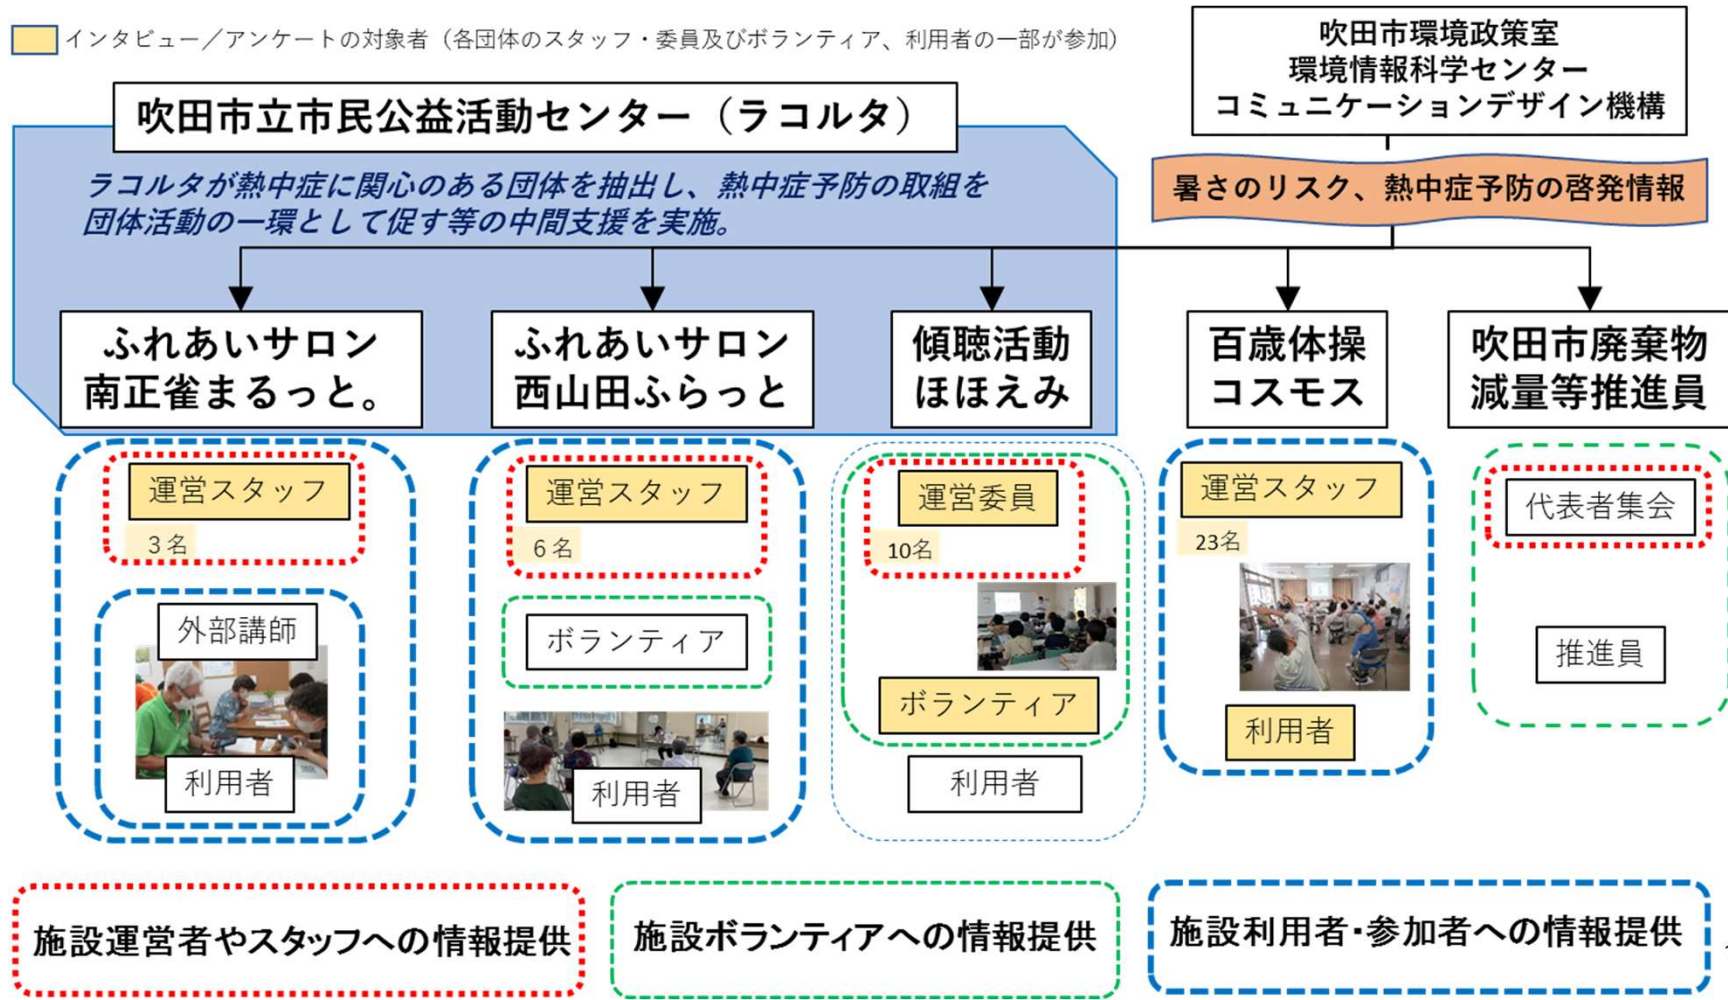 インタビュー／アンケートの対象者（各団体のスタッフ・委員及びボランティア、利用者の一部が参加）
吹田市環境政策室
環境情報科学センター
コミュニケーションデザイン機構
吹田市立市民公益活動センター（ラコルタ）
ラコルタが熱中症に関心のある団体を抽出し、熱中症予防の取組を
団体活動の一環として促す等の中間支援を実施。
暑さのリスク、熱中症予防の啓発情報
ふれあいサロン
南正雀まるっと。
ふれあいサロン
西山田ふらっと
傾聴活動
ほほえみ
百歳体操
コスモス
吹田市廃棄物
減量等推進員
運営スタッフ
3名
外部講師
利用者
運営スタッフ
6名
ボランティア
利用者
運営委員
10名
ボランティア
利用者
運営スタッフ
23名
利用者
代表者集会
推進員
施設運営者やスタッフへの情報提供
施設ボランティアへの情報提供
施設利用者・参加者への情報提供